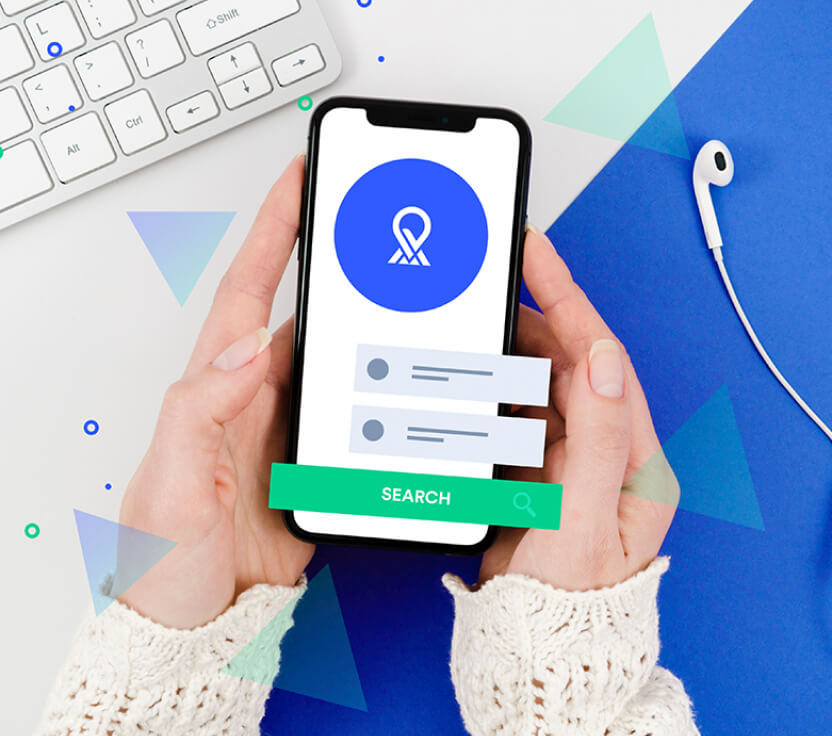 L
Shift
? /
> .
< ,
Ctrl
Alt
SEARCH